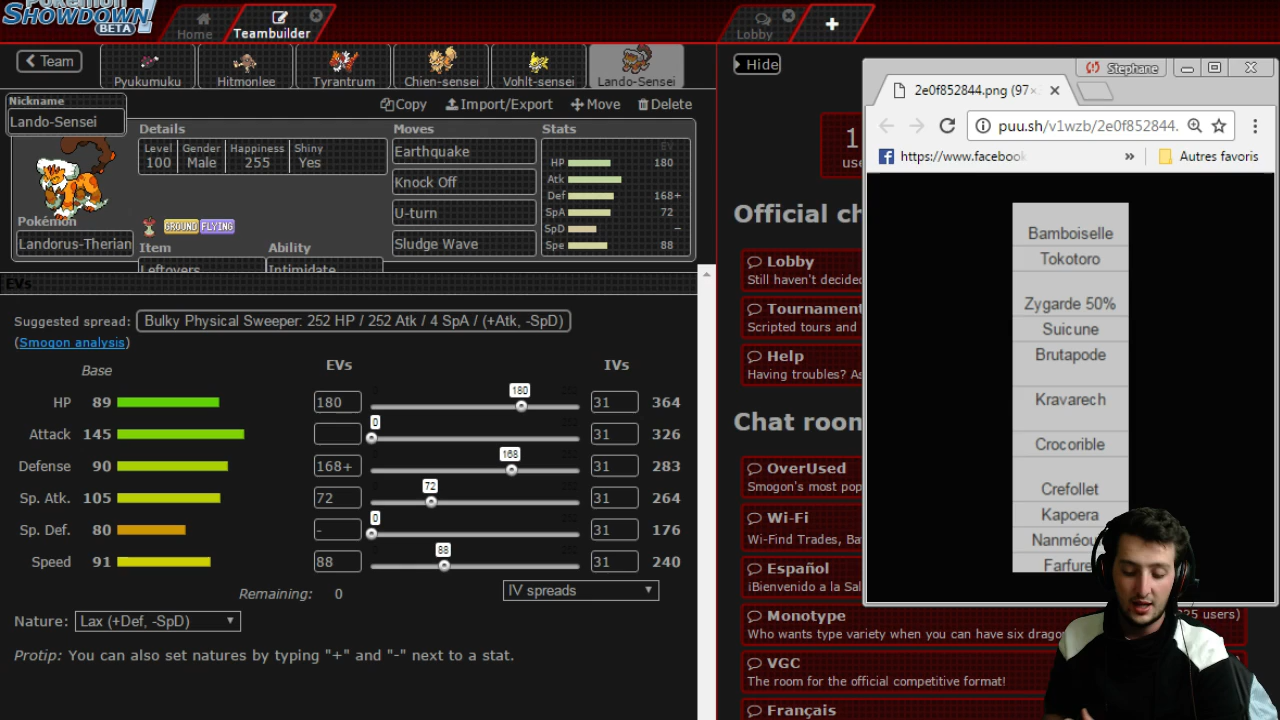 Pokémon
SHOWDOWN!
BETA
Home
Teambuilder
Lobby
+
Team
Pyukumuku
Hitmonlee
Tyrantrum
Chien-sensei
Vohlt-sensei
Lando-Sensei
Hide
Copy
Import/Export
Move
Delete
Nickname
Lando-Sensei
Pokémon
Landorus-Therian
Details
Level
100
Gender
Male
Happiness
255
Shiny
Yes
GROUND FLYING
Item
Leftovers
Ability
Intimidate
Moves
Earthquake
Knock Off
U-turn
Sludge Wave
Stats
EV
HP 180
Atk
Def 168+
SpA 72
SpD -
Spe 88
EVs
Suggested spread: Bulky Physical Sweeper: 252 HP / 252 Atk / 4 SpA / (+Atk, -SpD)
(Smogon analysis)
Base EVs IVs
HP 89 180 180 31 364
Attack 145 0 31 326
Defense 90 168+ 168 31 283
Sp. Atk. 105 72 72 31 264
Sp. Def. 80 - 0 31 176
Speed 91 88 88 31 240
Remaining: 0
IV spreads
Nature: Lax (+Def, -SpD)
Protip: You can also set natures by typing "+" and "-" next to a stat.
Official ch
Lobby
Still haven't decided
Tournament
Scripted tours and
Help
Having troubles? As
Chat room
OverUsed
Smogon's most pop
Wi-Fi
Wi-Find Trades, Ba
Español
¡Bienvenido a la Sal
Monotype
Who wants type variety when you can have six drago
users)
VGC
The room for the official competitive format!
Français
Stephane
2e0f852844.png (97×
puu.sh/v1wzb/2e0f852844.
https://www.facebook
»
Autres favoris
Bamboiselle
Tokotoro
Zygarde 50%
Suicune
Brutapode
Kravarech
Crocorible
Crefollet
Kapoera
Nanméou
Farfure